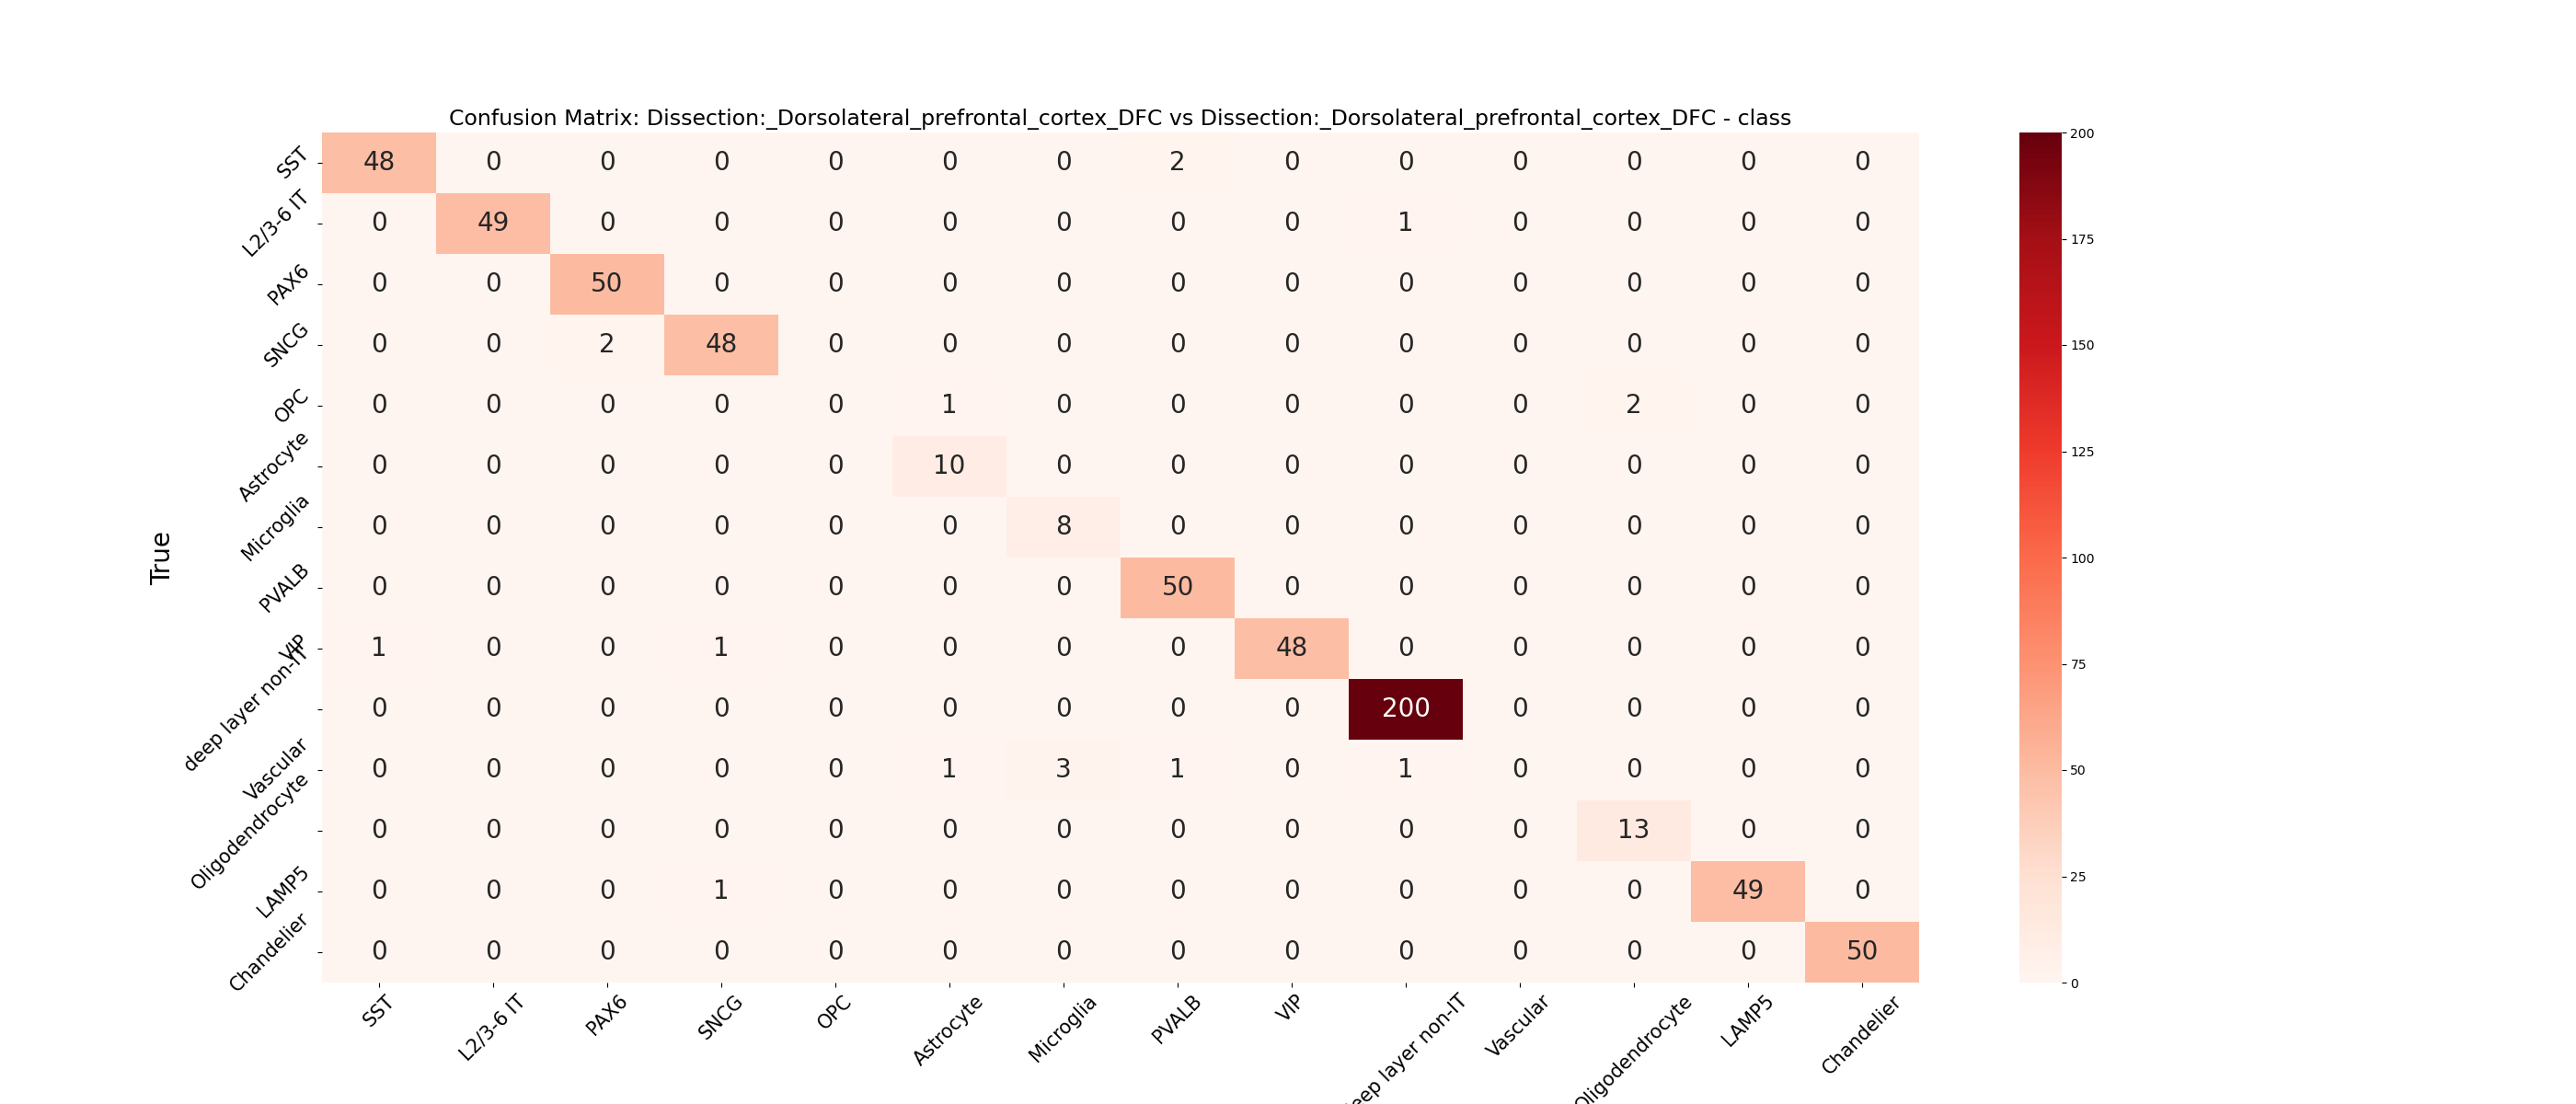 Confusion Matrix: Dissection:_Dorsolateral_prefrontal_cortex_DFC vs Dissection:_Dorsolateral_prefrontal_cortex_DFC - class
True
SST 48 0 0 0 0 0 0 2 0 0 0 0 0 0
L2/3-6 IT 0 49 0 0 0 0 0 0 0 1 0 0 0 0
PAX6 0 0 50 0 0 0 0 0 0 0 0 0 0 0
SNCG 0 0 2 48 0 0 0 0 0 0 0 0 0 0
OPC 0 0 0 0 0 1 0 0 0 0 0 2 0 0
Astrocyte 0 0 0 0 0 10 0 0 0 0 0 0 0 0
Microglia 0 0 0 0 0 0 8 0 0 0 0 0 0 0
PVALB 0 0 0 0 0 0 0 50 0 0 0 0 0 0
VIP 1 0 0 1 0 0 0 0 48 0 0 0 0 0
deep layer non-IT 0 0 0 0 0 0 0 0 0 200 0 0 0 0
Vascular 0 0 0 0 0 1 3 1 0 1 0 0 0 0
Oligodendrocyte 0 0 0 0 0 0 0 0 0 0 0 13 0 0
LAMP5 0 0 0 1 0 0 0 0 0 0 0 0 49 0
Chandelier 0 0 0 0 0 0 0 0 0 0 0 0 0 50
SST L2/3-6 IT PAX6 SNCG OPC Astrocyte Microglia PVALB VIP eep layer non-IT Vascular Oligodendrocyte LAMP5 Chandelier
200
175
150
125
100
75
50
25
0